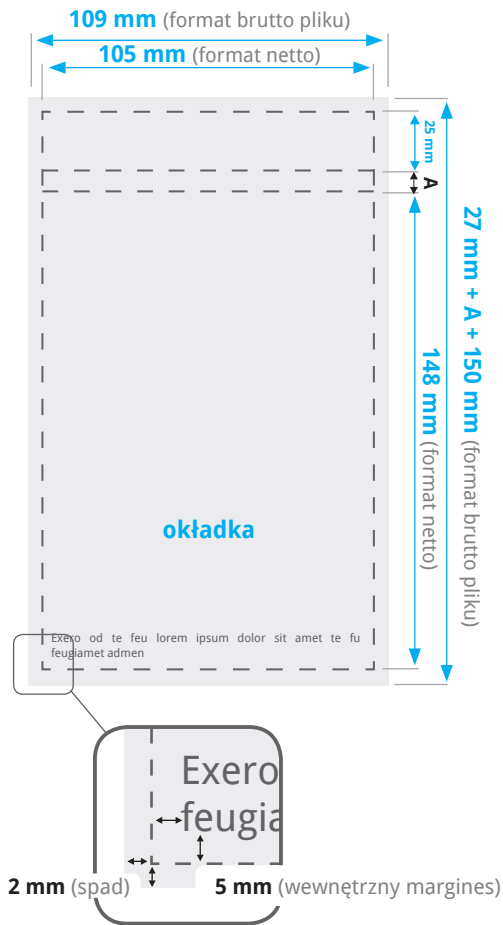 109 mm (format brutto pliku)
105 mm (format netto)
25 mm
A
27 mm + A + 150 mm (format brutto pliku)
148 mm (format netto)
okładka
Exero od te feu lorem ipsum dolor sit amet te fu
feugiamet admen
Exero
feugia
2 mm (spad)
5 mm (wewnętrzny margines)